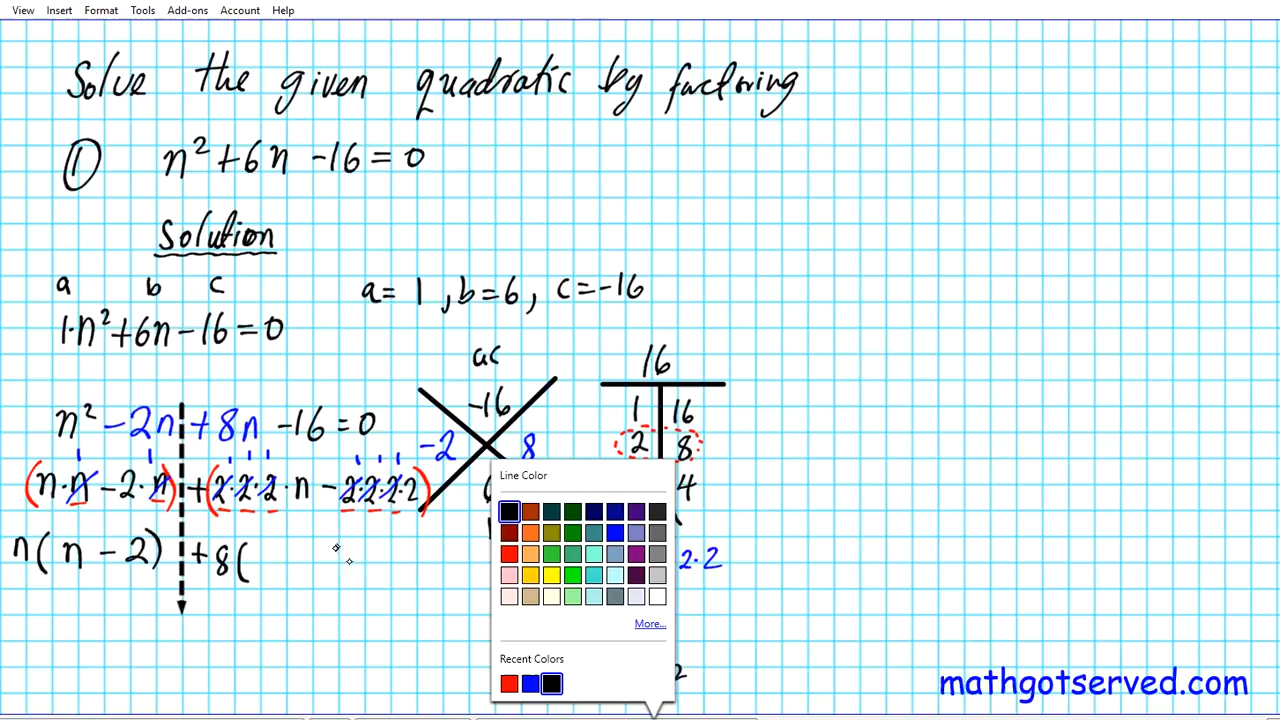 View Insert Format Tools Add-ons Account Help
Solve the given quadratic by factoring
① n² + 6n - 16 = 0
Solution
a b c
1·n² + 6n - 16 = 0
a = 1, b = 6, c = -16
ac
-16
-2 8
16
1 16
2 8
4
2·2
n² - 2n + 8n - 16 = 0
(n·n - 2·n) + (2·2·2·n - 2·2·2·2)
n(n - 2) + 8(
Line Color
More...
Recent Colors
2
mathgotserved.com